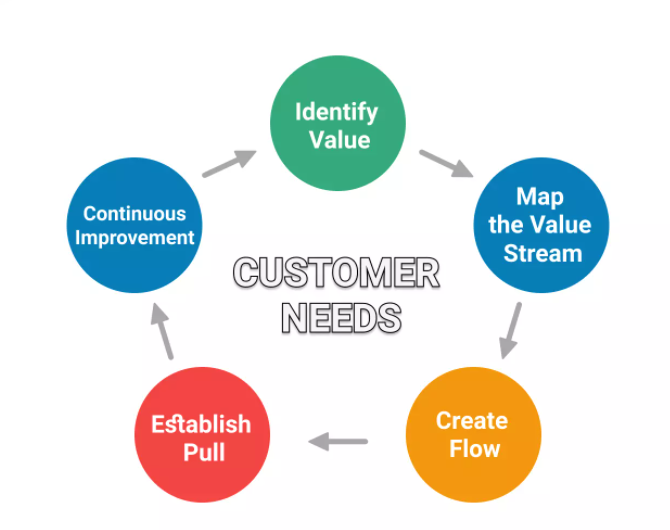 Identify
Value
Map
the Value
Stream
Create
Flow
Establish
Pull
Continuous
Improvement
CUSTOMER
NEEDS